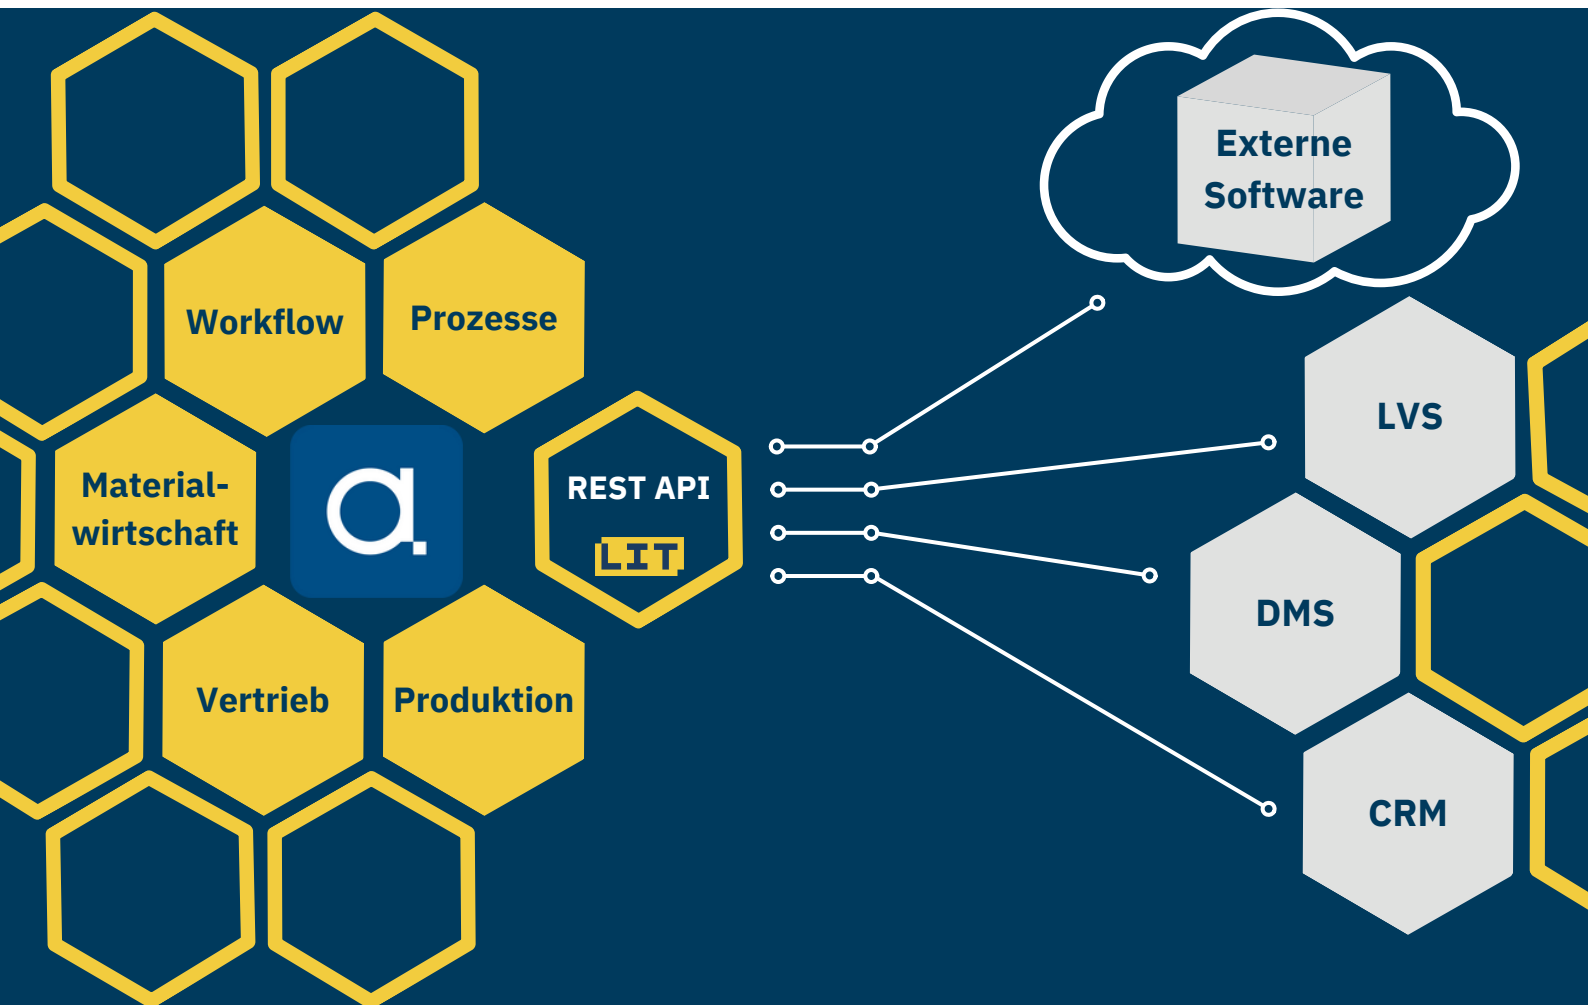 Externe
Software
Workflow
Prozesse
LVS
Material-
wirtschaft
a.
REST API
LIT
DMS
Vertrieb
Produktion
CRM